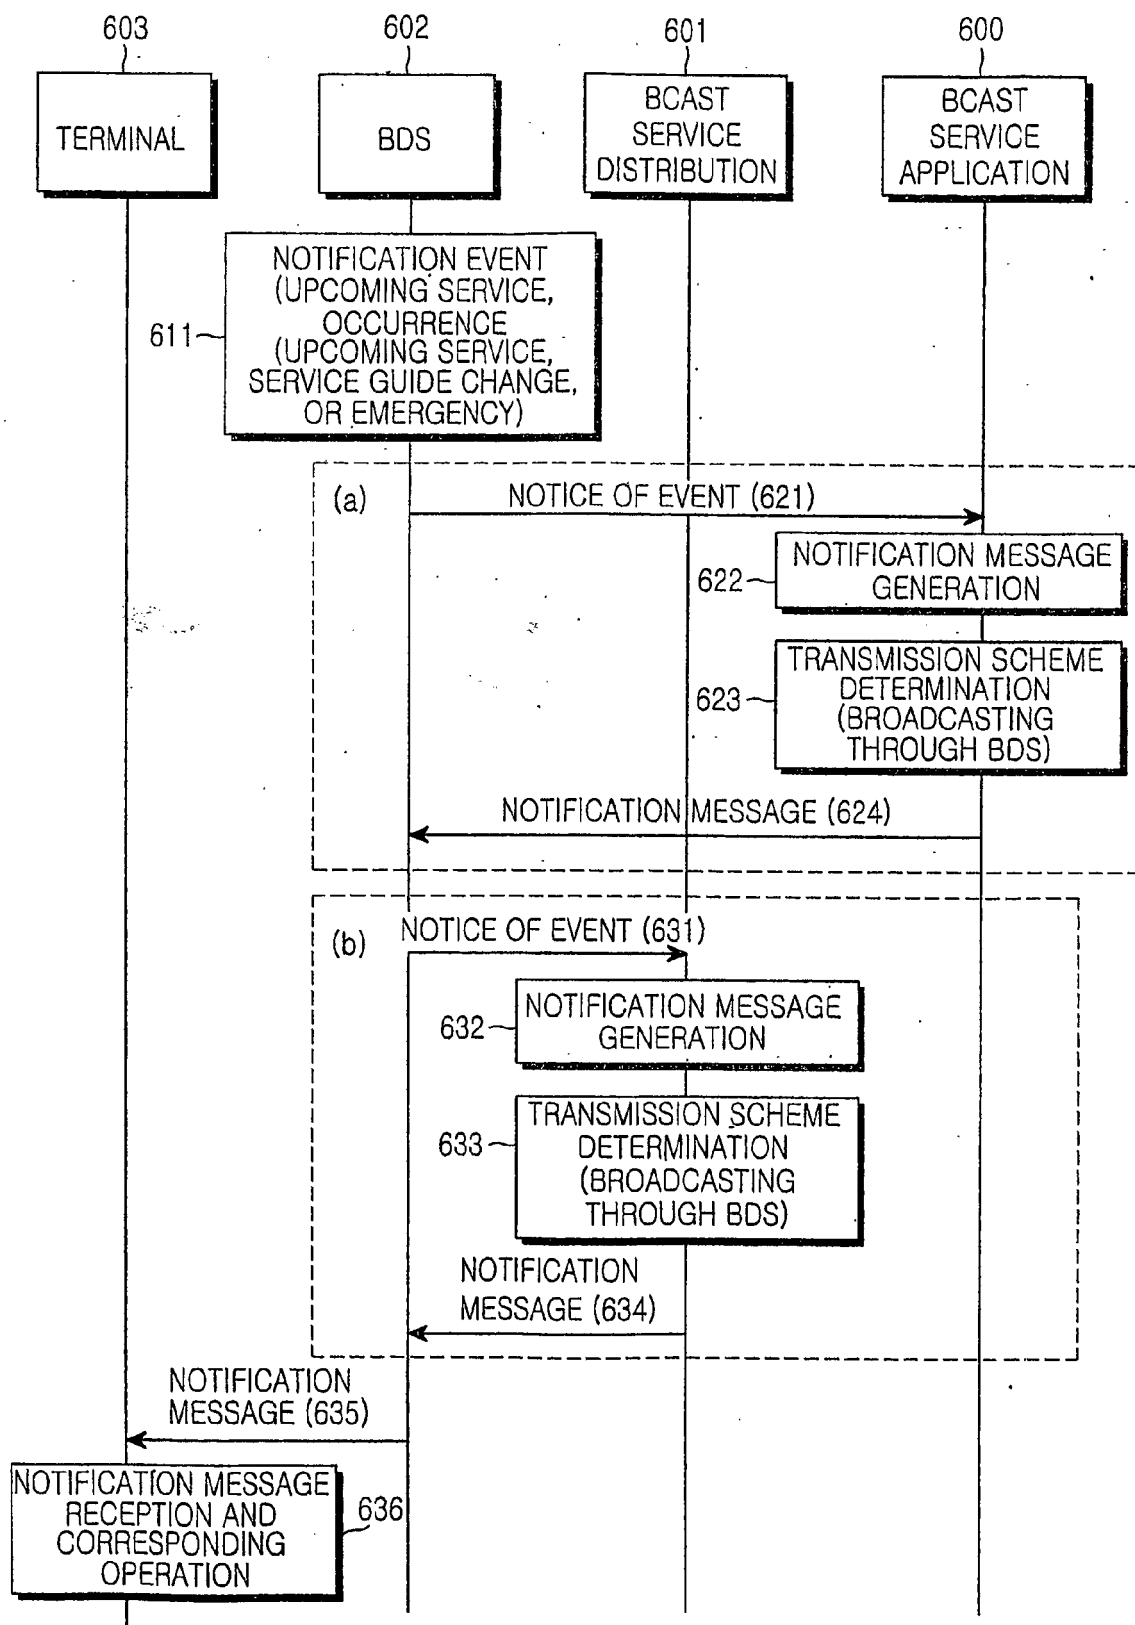 603
602
601
600
TERMINAL
BDS
BCAST
SERVICE
DISTRIBUTION
BCAST
SERVICE
APPLICATION
611
NOTIFICATION EVENT
(UPCOMING SERVICE,
OCCURRENCE
(UPCOMING SERVICE,
SERVICE GUIDE CHANGE,
OR EMERGENCY)
(a)
NOTICE OF EVENT (621)
622
NOTIFICATION MESSAGE
GENERATION
623
TRANSMISSION SCHEME
DETERMINATION
(BROADCASTING
THROUGH BDS)
NOTIFICATION MESSAGE (624)
(b)
NOTICE OF EVENT (631)
632
NOTIFICATION MESSAGE
GENERATION
633
TRANSMISSION SCHEME
DETERMINATION
(BROADCASTING
THROUGH BDS)
NOTIFICATION
MESSAGE (634)
NOTIFICATION
MESSAGE (635)
NOTIFICATION MESSAGE
RECEPTION AND
CORRESPONDING
OPERATION
636